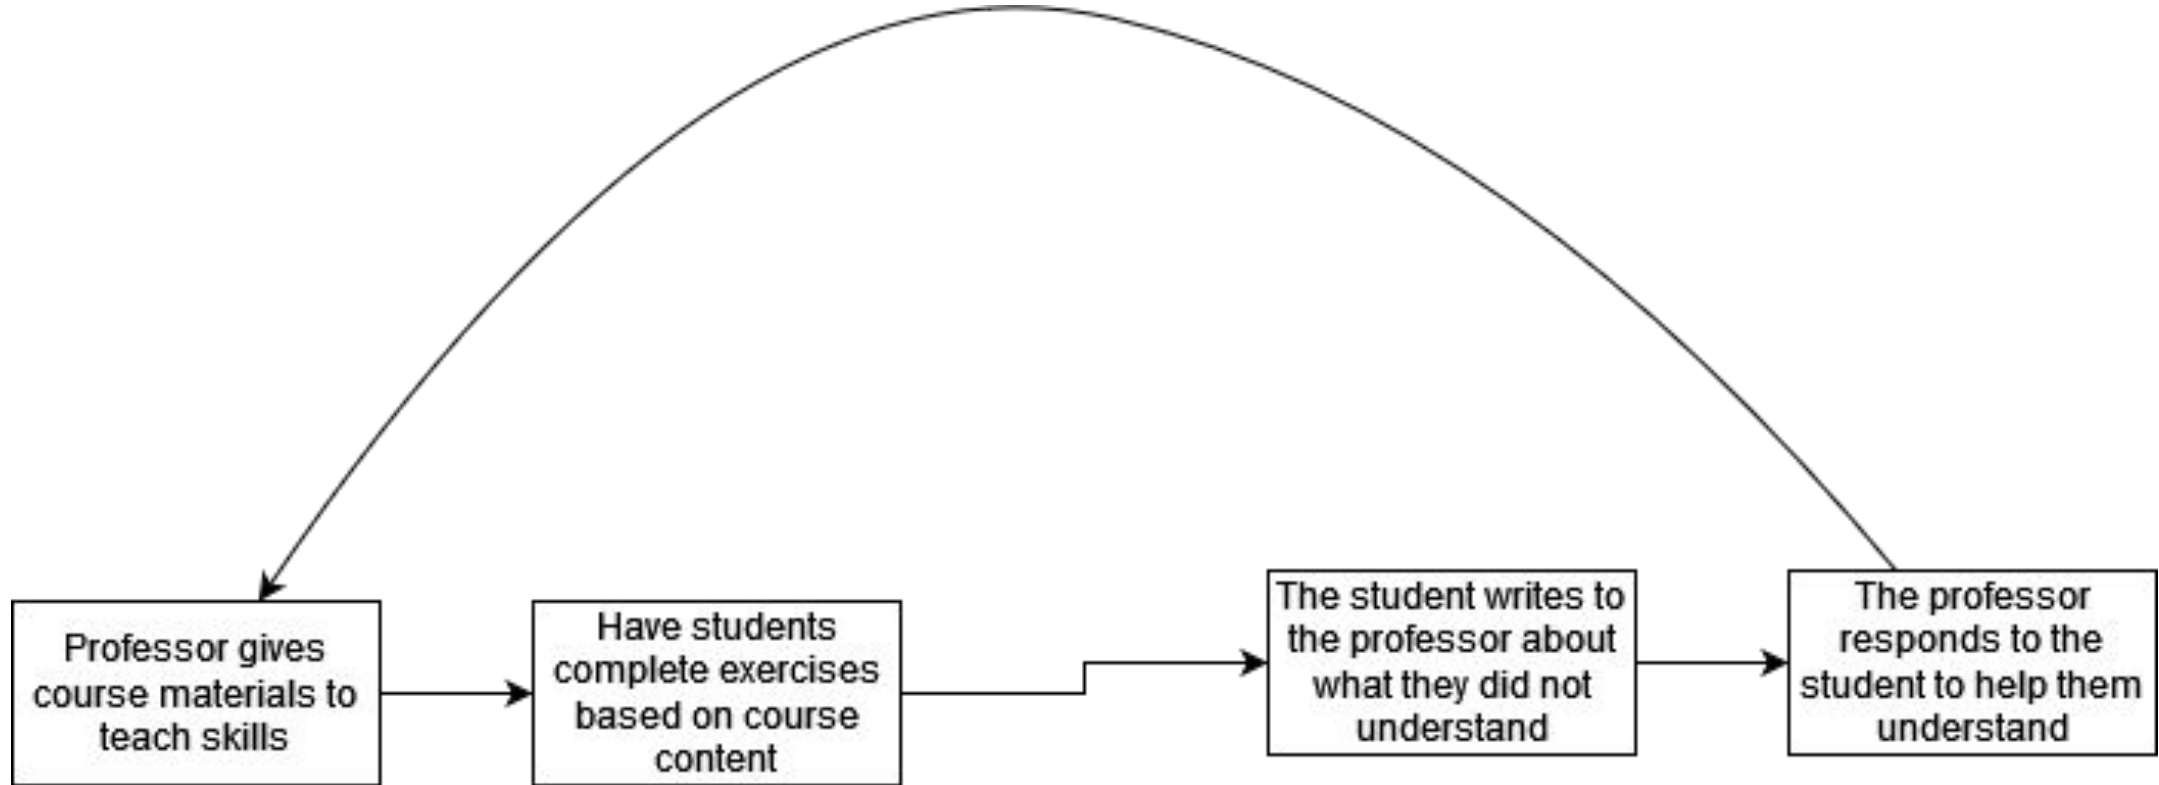 Professor gives
course materials to
teach skills
Have students
complete exercises
based on course
content
The student writes to
the professor about
what they did not
understand
The professor
responds to the
student to help them
understand